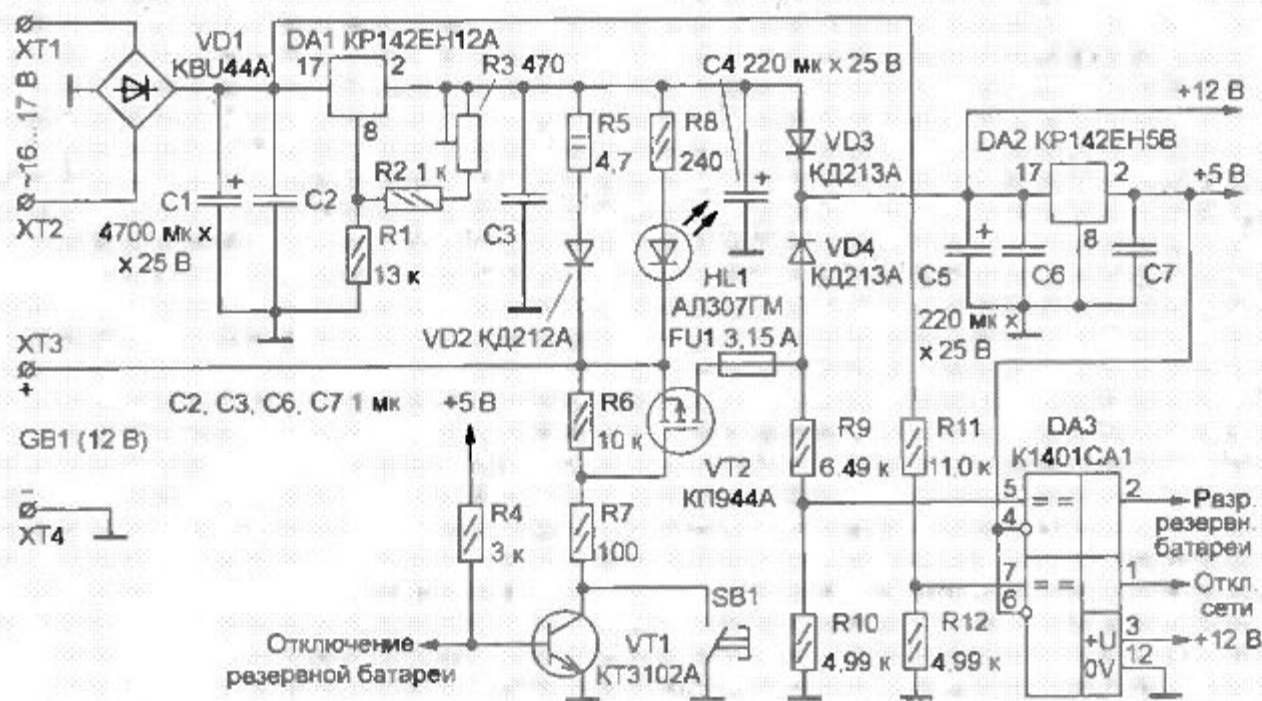 XT1
VD1
KBU44A
DA1 КР142ЕН12А
17
2
8
R3 470
C4 220 мк х 25 В
~16, 17 В
XT2
C1
+
4700 мк х
х 25 В
C2
R2 1 к
R1
13 к
C3
R5
4,7
R8
240
+
VD3
КД213А
VD4
КД213А
HL1
АЛ307ГМ
FU1 3,15 А
VD2 КД212А
+12 В
DA2 КР142ЕН5В
17
2
+5 В
8
C5
+
220 мк х
х 25 В
C6
C7
XT3
+
C2, C3, C6, C7 1 мк
+5 В
GB1 (12 В)
-
XT4
R6
10 к
VT2
КП944А
R4
3 к
R7
100
R9
6 49 к
R11
11.0 к
DA3
К1401СА1
5
= =
4
7
= =
6
2
1
3
12
+U
0V
Разр.
резервн.
батареи
Откл.
сети
+12 В
Отключение
резервной батареи
VT1
КТ3102А
SB1
R10
4,99 к
R12
4,99 к